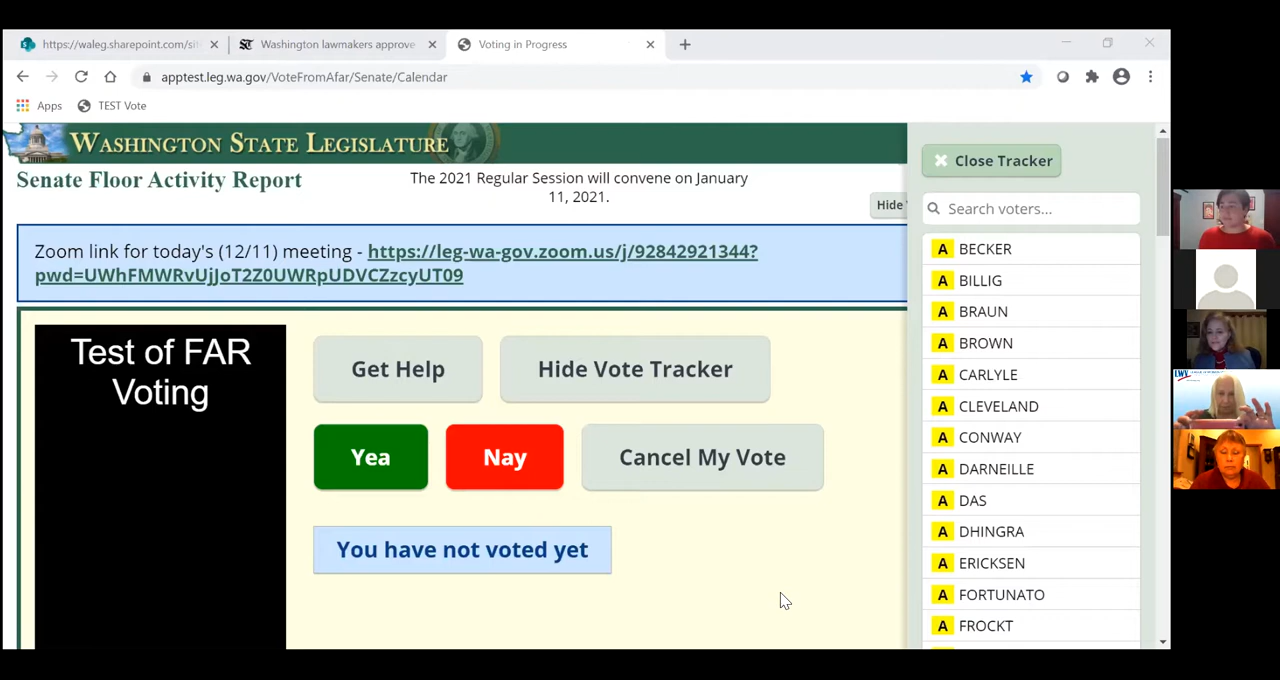 https://waleg.sharepoint.com/si
Washington lawmakers approve
Voting in Progress
apptest.leg.wa.gov/VoteFromAfar/Senate/Calendar
Apps
TEST Vote
WASHINGTON STATE LEGISLATURE
Senate Floor Activity Report
The 2021 Regular Session will convene on January
11, 2021.
Hide
Zoom link for today's (12/11) meeting - https://leg-wa-gov.zoom.us/j/92842921344?
pwd=UWhFMWRvUjJoT2Z0UWRpUDVCZzcyUT09
Test of FAR
Voting
Get Help
Hide Vote Tracker
Yea
Nay
Cancel My Vote
You have not voted yet
Close Tracker
Search voters...
A BECKER
A BILLIG
A BRAUN
A BROWN
A CARLYLE
A CLEVELAND
A CONWAY
A DARNEILLE
A DAS
A DHINGRA
A ERICKSEN
A FORTUNATO
A FROCKT
LWV